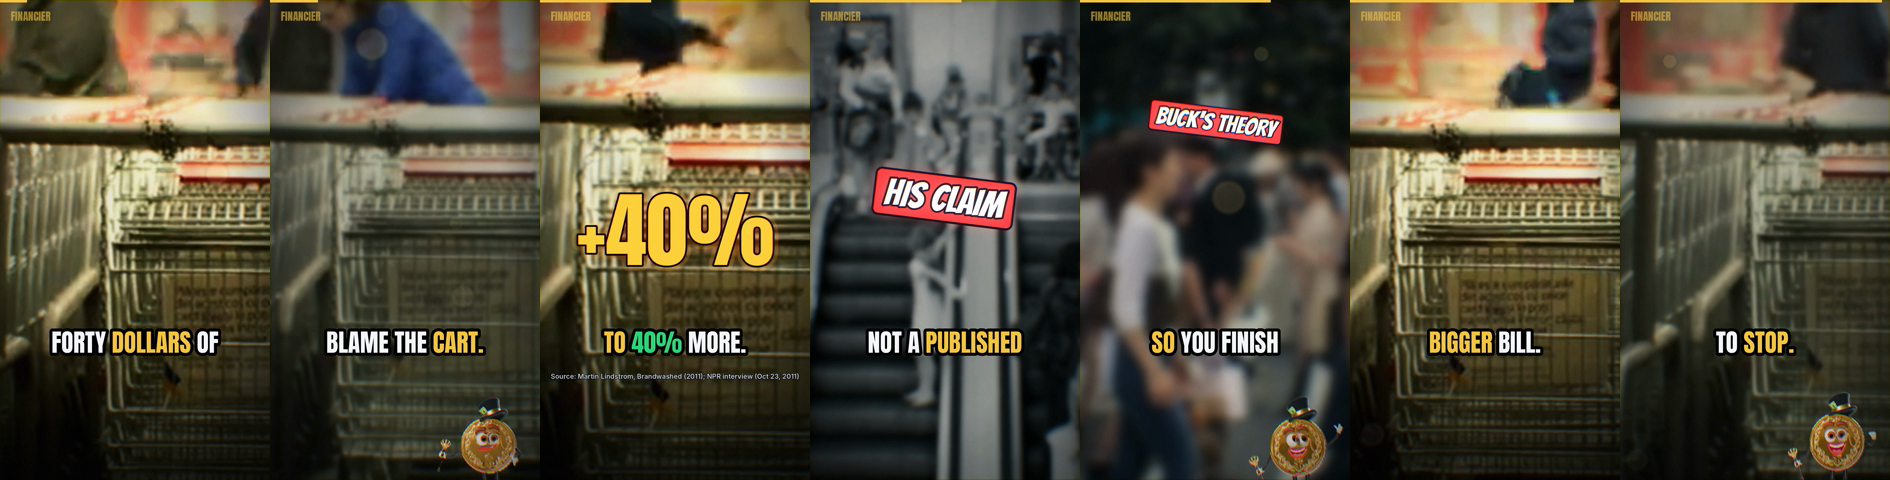 FINANCIER
FORTY DOLLARS OF
FINANCIER
BLAME THE CART.
FINANCIER
+40%
TO 40% MORE.
Source: Martin Lindstrom, Brandwashed (2011); NPR interview (Oct 23, 2011)
FINANCIER
HIS CLAIM
NOT A PUBLISHED
FINANCIER
BUCK'S THEORY
SO YOU FINISH
FINANCIER
BIGGER BILL.
FINANCIER
TO STOP.